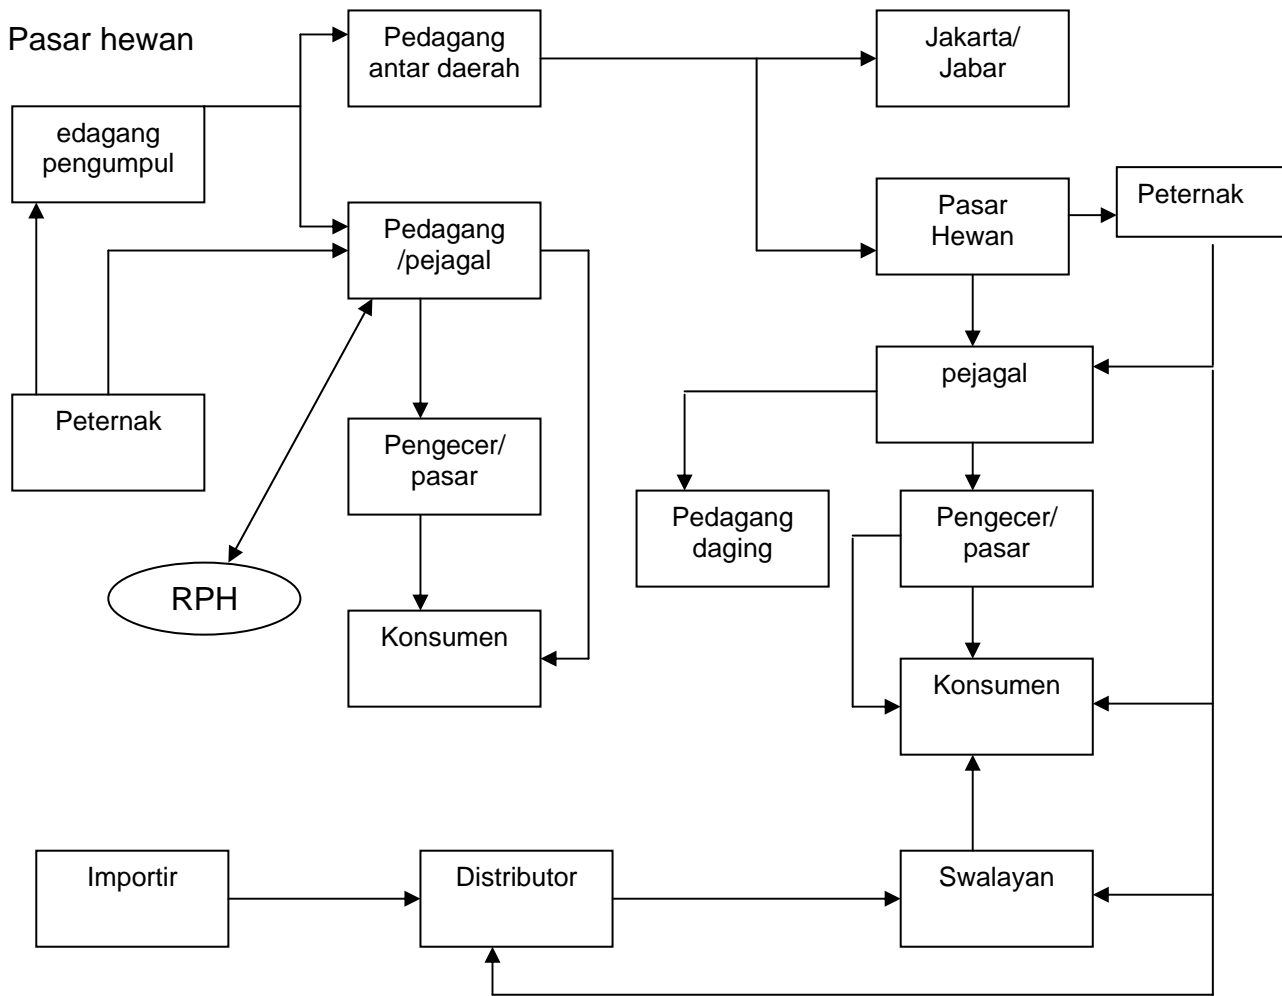 Pasar hewan
Pedagang
antar daerah
Jakarta/
Jabar
edagang
pengumpul
Pedagang
/pejagal
Pasar
Hewan
Peternak
pejagal
Peternak
Pengecer/
pasar
Pedagang
daging
Pengecer/
pasar
RPH
Konsumen
Konsumen
Importir
Distributor
Swalayan